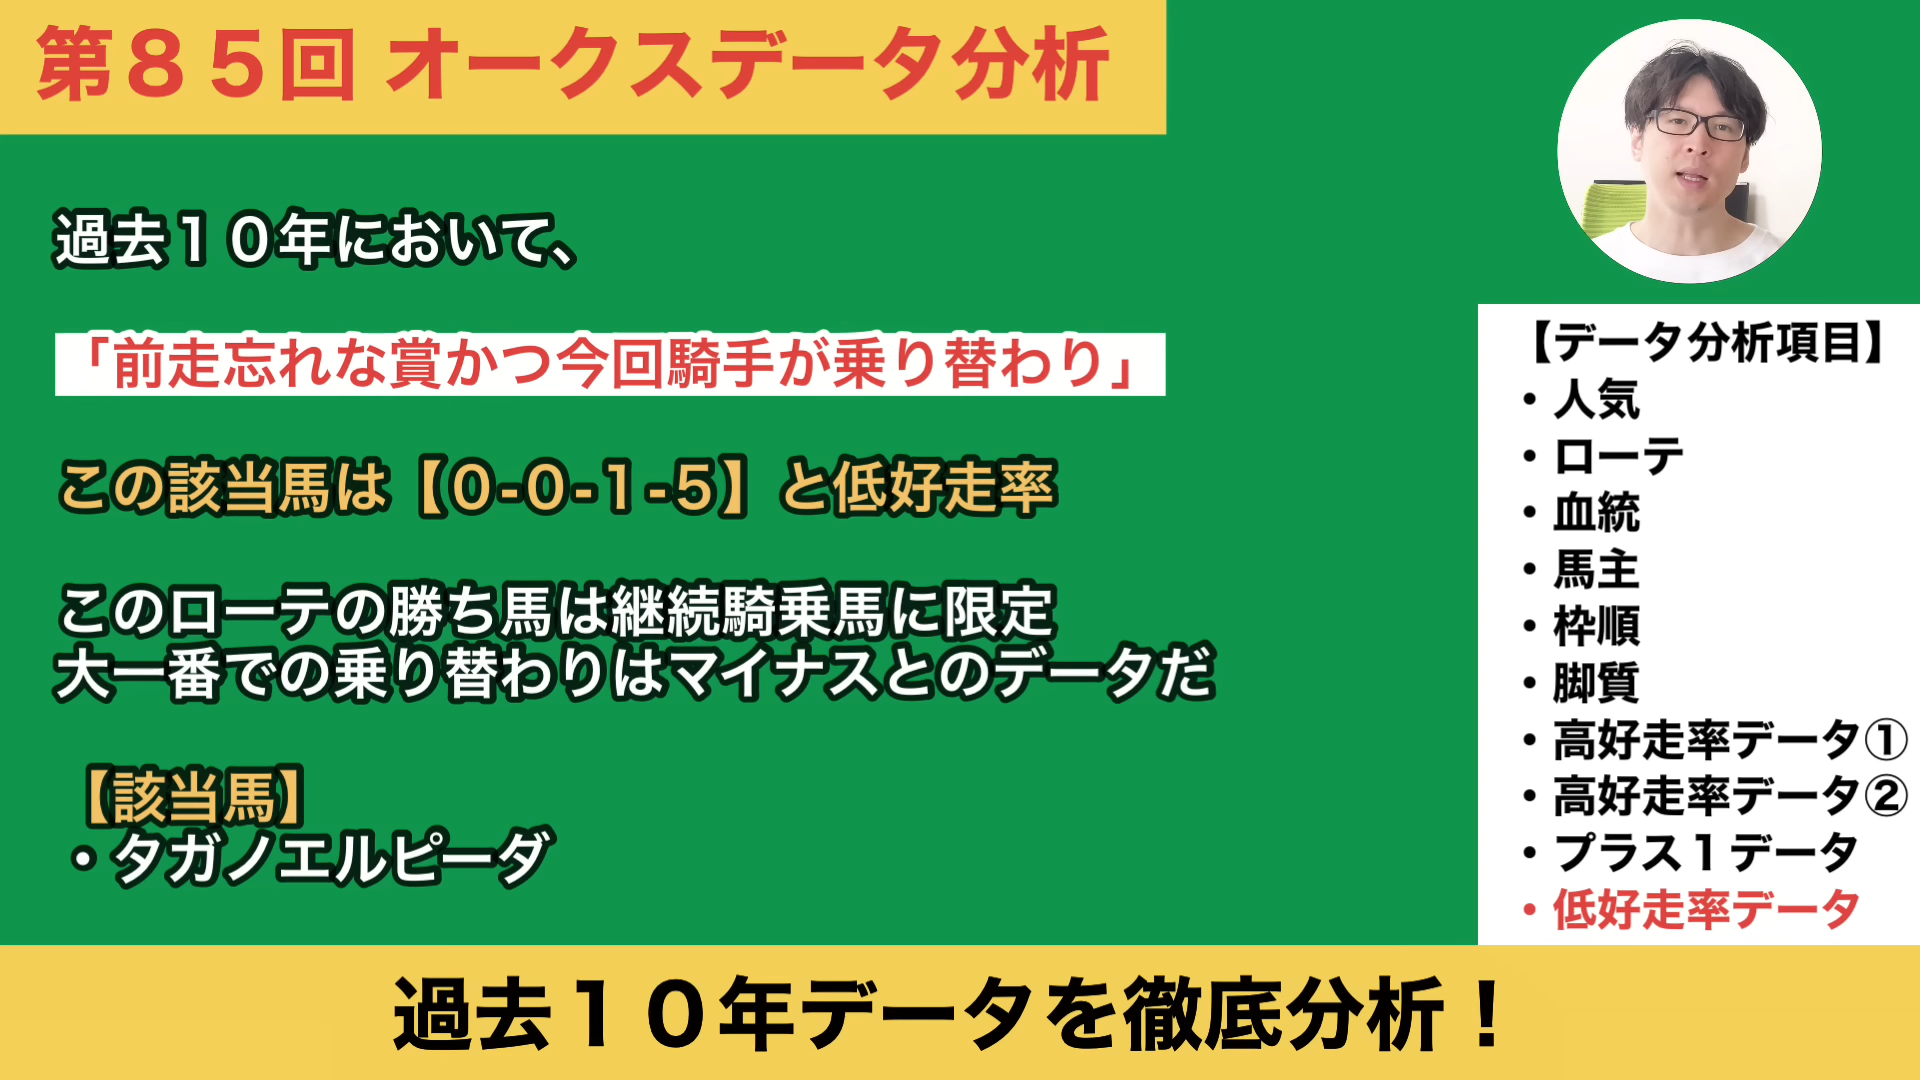 第８５回 オークスデータ分析
過去１０年において、
「前走忘れな賞かつ今回騎手が乗り替わり」
この該当馬は【０-０-１-５】と低好走率
このローテの勝ち馬は継続騎乗馬に限定
大一番での乗り替わりはマイナスとのデータだ
【該当馬】
・タガノエルピーダ
【データ分析項目】
・人気
・ローテ
・血統
・馬主
・枠順
・脚質
・高好走率データ①
・高好走率データ②
・プラス１データ
・低好走率データ
過去１０年データを徹底分析！